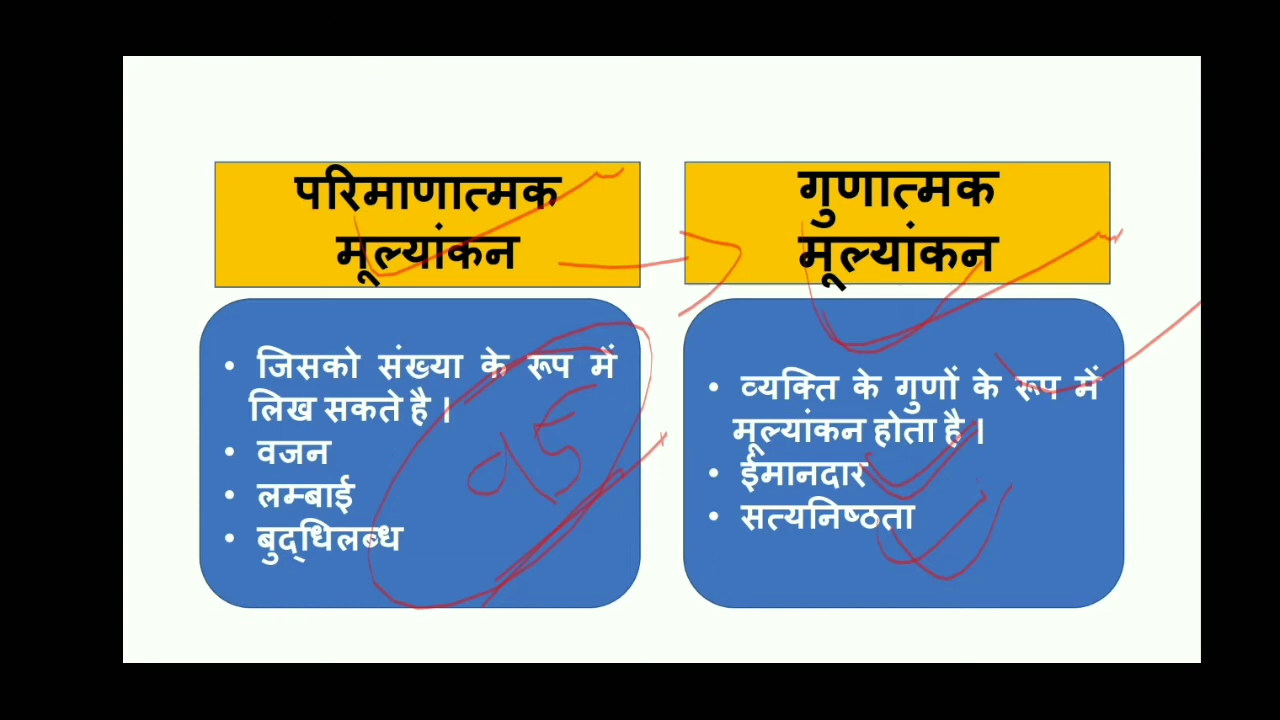 परिमाणात्मक
मूल्यांकन
• जिसको संख्या के रूप में
लिख सकते है ।
• वजन
• लम्बाई
• बुद्धिलब्ध
गुणात्मक
मूल्यांकन
• व्यक्ति के गुणों के रूप में
मूल्यांकन होता है ।
• ईमानदार
• सत्यनिष्ठता